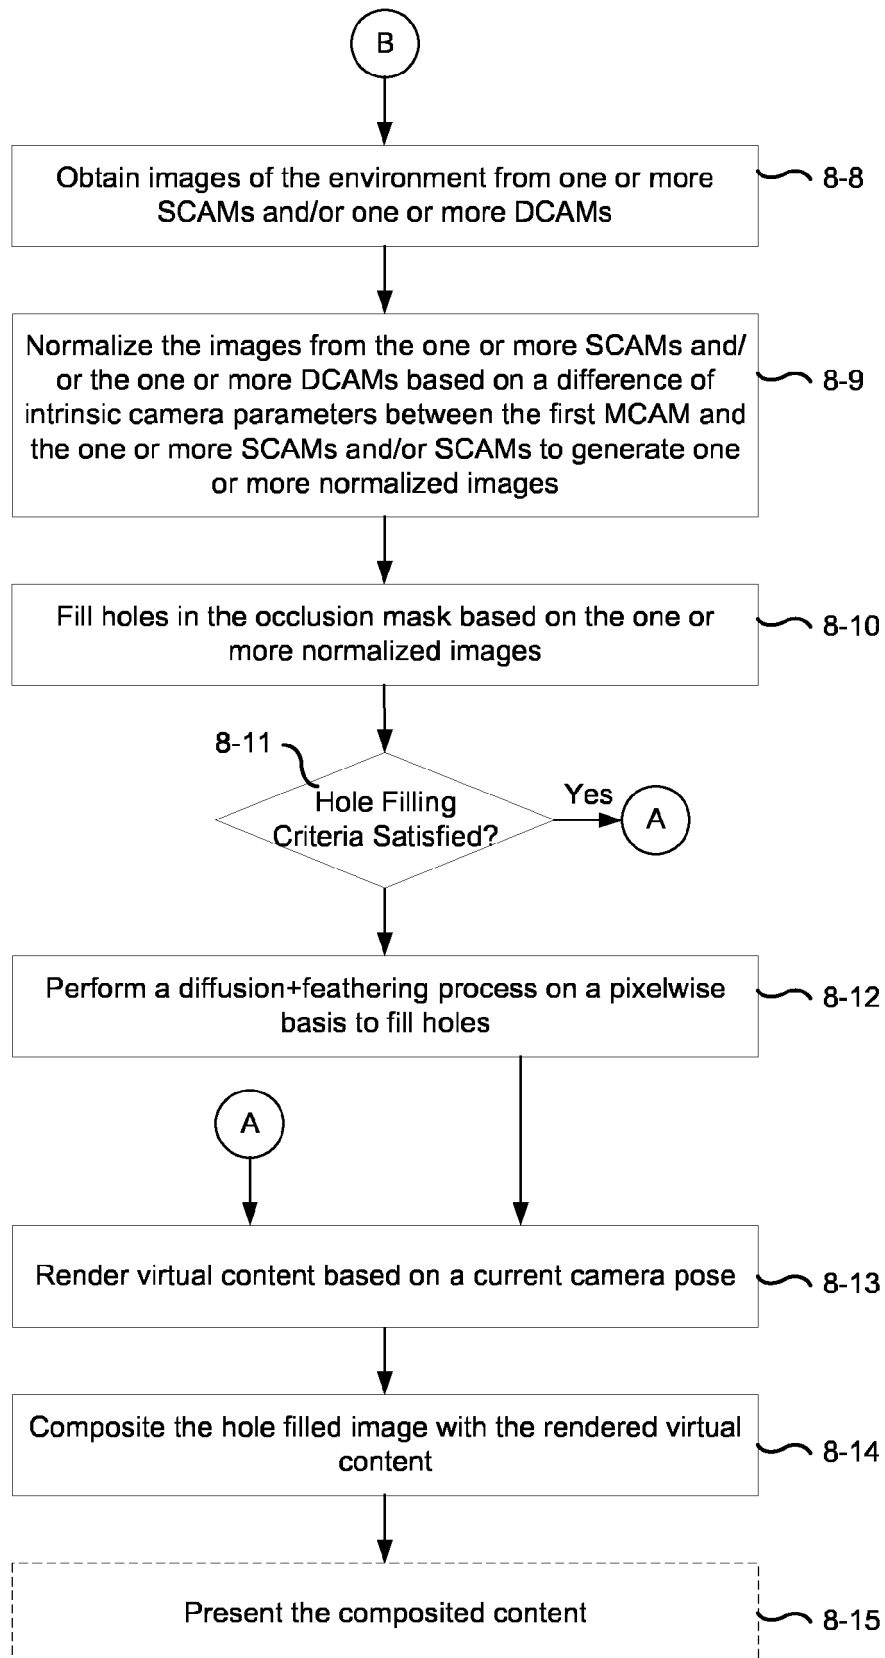 B
Obtain images of the environment from one or more
SCAMs and/or one or more DCAMs
8-8
Normalize the images from the one or more SCAMs and/
or the one or more DCAMs based on a difference of
intrinsic camera parameters between the first MCAM and
the one or more SCAMs and/or SCAMs to generate one
or more normalized images
8-9
Fill holes in the occlusion mask based on the one or
more normalized images
8-10
8-11
Hole Filling
Criteria Satisfied?
Yes
A
Perform a diffusion+feathering process on a pixelwise
basis to fill holes
8-12
A
Render virtual content based on a current camera pose
8-13
Composite the hole filled image with the rendered virtual
content
8-14
Present the composited content
8-15